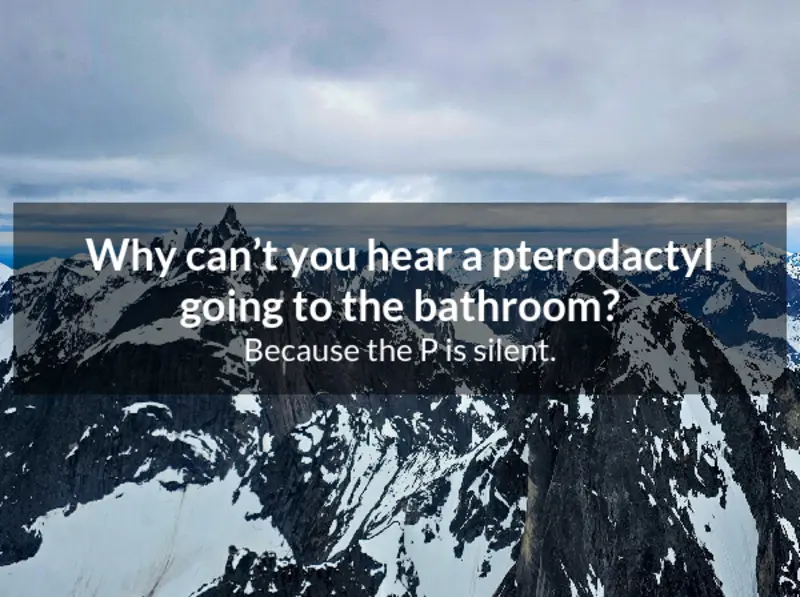 Why can’t you hear a pterodactyl
going to the bathroom?
Because the P is silent.